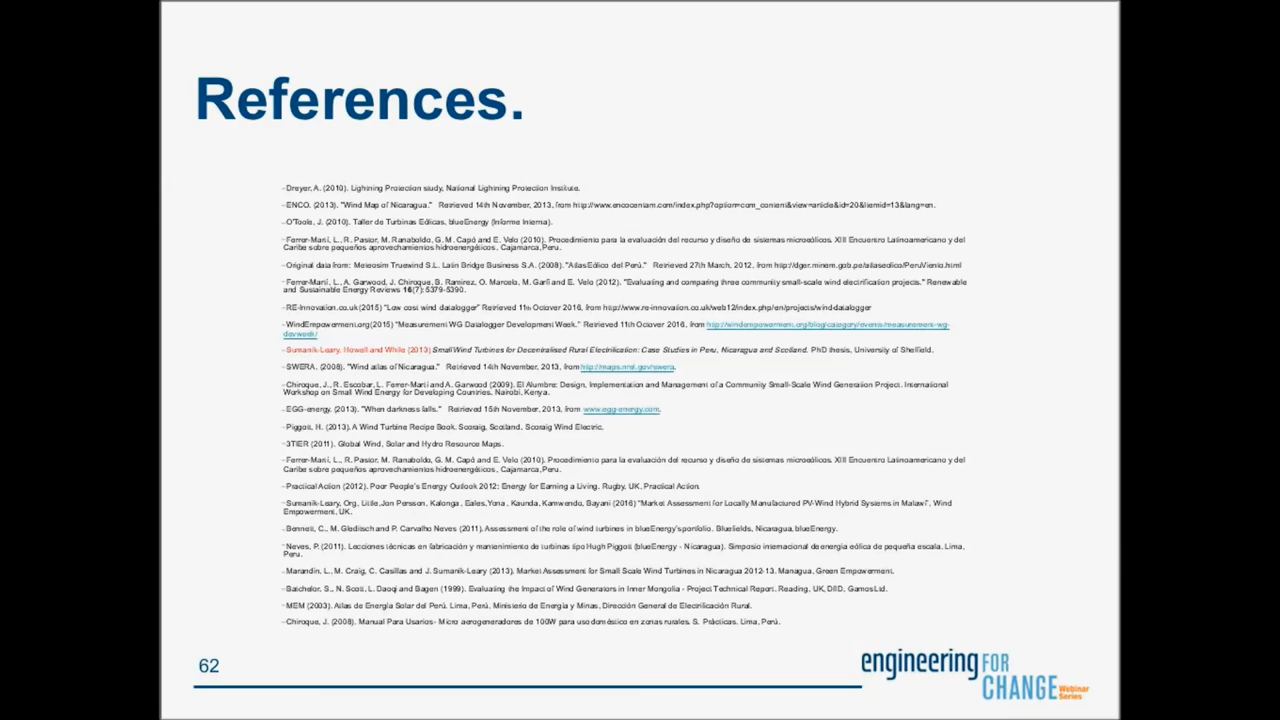 References.
-Dreyer, A. (2010). Lightning Protection study, National Lightning Protection Institute.
-ENCO. (2013). "Wind Map of Nicaragua." Retrieved 14th November, 2013, from http://www.encocentam.com/index.php?option=com_content&view=article&id=20&Itemid=13&lang=en.
-O'Toole, J. (2010). Taller de Turbinas Eólicas, blueEnergy (Informe Interna).
-Ferrer-Martí, L., R. Pastor, M. Ranaboldo, G. M. Capó and E. Velo (2010). Procedimiento para la evaluación del recurso y diseño de sistemas microeólicos. XIII Encuentro Latinoamericano y del
Caribe sobre pequeños aprovechamientos hidroenergéticos, Cajamarca,Peru.
-Original data from: Meteosim Truewind S.L. Latin Bridge Business S.A. (2008). "Atlas Eólico del Perú." Retrieved 27th March, 2012, from http://dger.minem.gob.pe/atlaseolico/PeruViento.html
-Ferrer-Martí, L., A. Garwood, J. Chiroque, B. Ramirez, O. Marcelo, M. Garfí and E. Velo (2012). "Evaluating and comparing three community small-scale wind electrification projects." Renewable
and Sustainable Energy Reviews 16(7): 5379-5390.
-RE-Innovation.co.uk (2015) "Low cost wind datalogger" Retrieved 11th Octover 2016, from http://www.re-innovation.co.uk/web12/index.php/en/projects/wind-datalogger
-WindEmpowerment.org(2015) "Measurement WG Datalogger Development Week." Retrieved 11th Octover 2016, from http://windempowerment.org/blog/category/events/measurement-wg-
devweek/
-Sumanik-Leary, Howell and While (2013) Small Wind Turbines for Decentralised Rural Electrification: Case Studies in Peru, Nicaragua and Scotland. PhD thesis, University of Sheffield.
-SWERA. (2008). "Wind atlas of Nicaragua." Retrieved 14th November, 2013, from http://maps.nrel.gov/swera.
-Chiroque, J., R. Escobar, L. Ferrer-Martí and A. Garwood (2009). El Alumbre: Design, Implementation and Management of a Community Small-Scale Wind Generation Project. International
Workshop on Small Wind Energy for Developing Countries. Nairobi, Kenya.
-EGG-energy. (2013). "When darkness falls." Retrieved 15th November, 2013, from www.egg-energy.com.
-Piggott, H. (2013). A Wind Turbine Recipe Book. Scoraig, Scotland, Scoraig Wind Electric.
-3TIER (2011). Global Wind, Solar and Hydro Resource Maps.
-Ferrer-Martí, L., R. Pastor, M. Ranaboldo, G. M. Capó and E. Velo (2010). Procedimiento para la evaluación del recurso y diseño de sistemas microeólicos. XIII Encuentro Latinoamericano y del
Caribe sobre pequeños aprovechamientos hidroenergéticos, Cajamarca,Peru.
-Practical Action (2012). Poor People's Energy Outlook 2012: Energy for Earning a Living. Rugby, UK, Practical Action.
-Sumanik-Leary, Org, Little,Jon Persson, Kalonga, Eales,Yona, Kaunda, Kamwendo, Bayani (2016) "Market Assessment for Locally Manufactured PV-Wind Hybrid Systems in Malawi", Wind
Empowerment, UK.
-Bennett, C., M. Gleditsch and P. Carvalho Neves (2011). Assessment of the role of wind turbines in blueEnergy's portfolio. Bluefields, Nicaragua, blueEnergy.
-Neves, P. (2011). Lecciones técnicas en fabricación y mantenimiento de turbinas tipo Hugh Piggott (blueEnergy - Nicaragua). Simposio internacional de energia eólica de pequeña escala. Lima,
Peru.
-Marandin, L., M. Craig, C. Casillas and J. Sumanik-Leary (2013). Market Assessment for Small Scale Wind Turbines in Nicaragua 2012-13. Managua, Green Empowerment.
-Batchelor, S., N. Scott, L. Daoqi and Bagen (1999). Evaluating the Impact of Wind Generators in Inner Mongolia - Project Technical Report. Reading, UK, DfID, Gamos Ltd.
-MEM (2003). Atlas de Energía Solar del Perú. Lima, Perú, Ministerio de Energía y Minas, Dirección General de Electrificación Rural.
-Chiroque, J. (2008). Manual Para Usarios - Micro aerogeneradores de 100W para uso doméstico en zonas rurales. S. Prácticas. Lima, Perú.
62
engineering FOR
CHANGE Webinar
Series